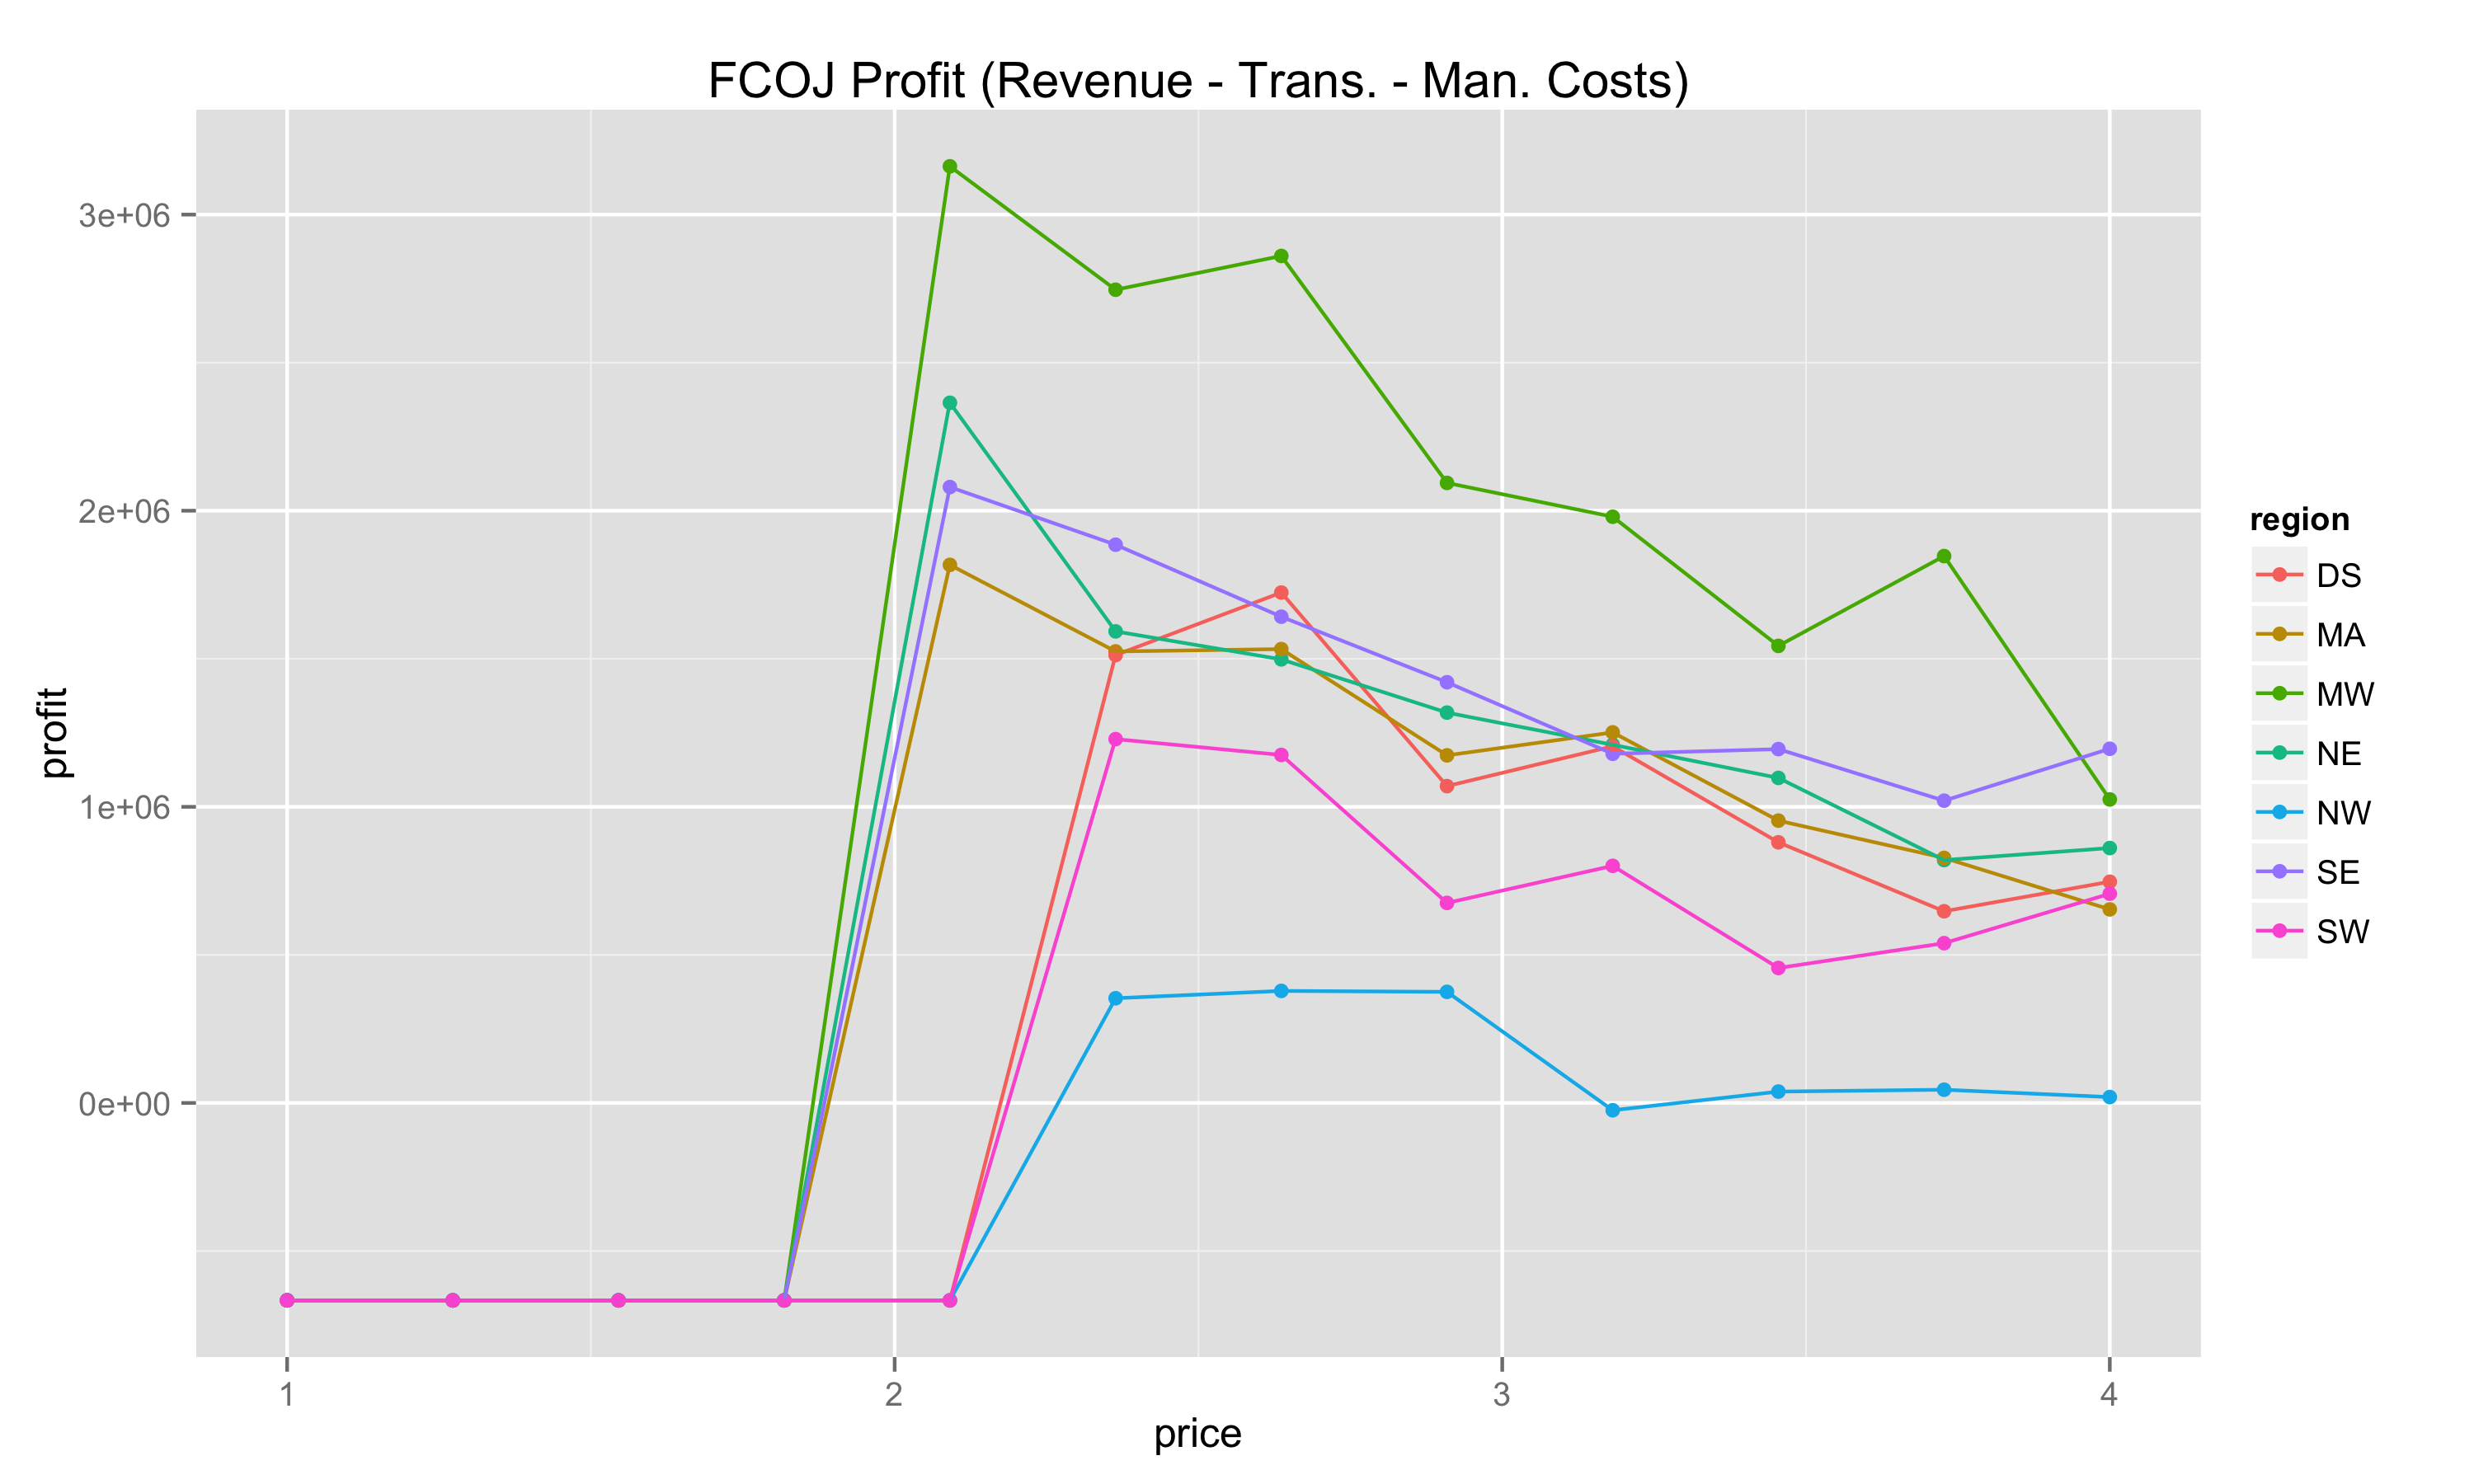 FCOJ Profit (Revenue - Trans. - Man. Costs)
3e+06
2e+06
1e+06
0e+00
profit
1
2
3
4
price
region
DS
MA
MW
NE
NW
SE
SW